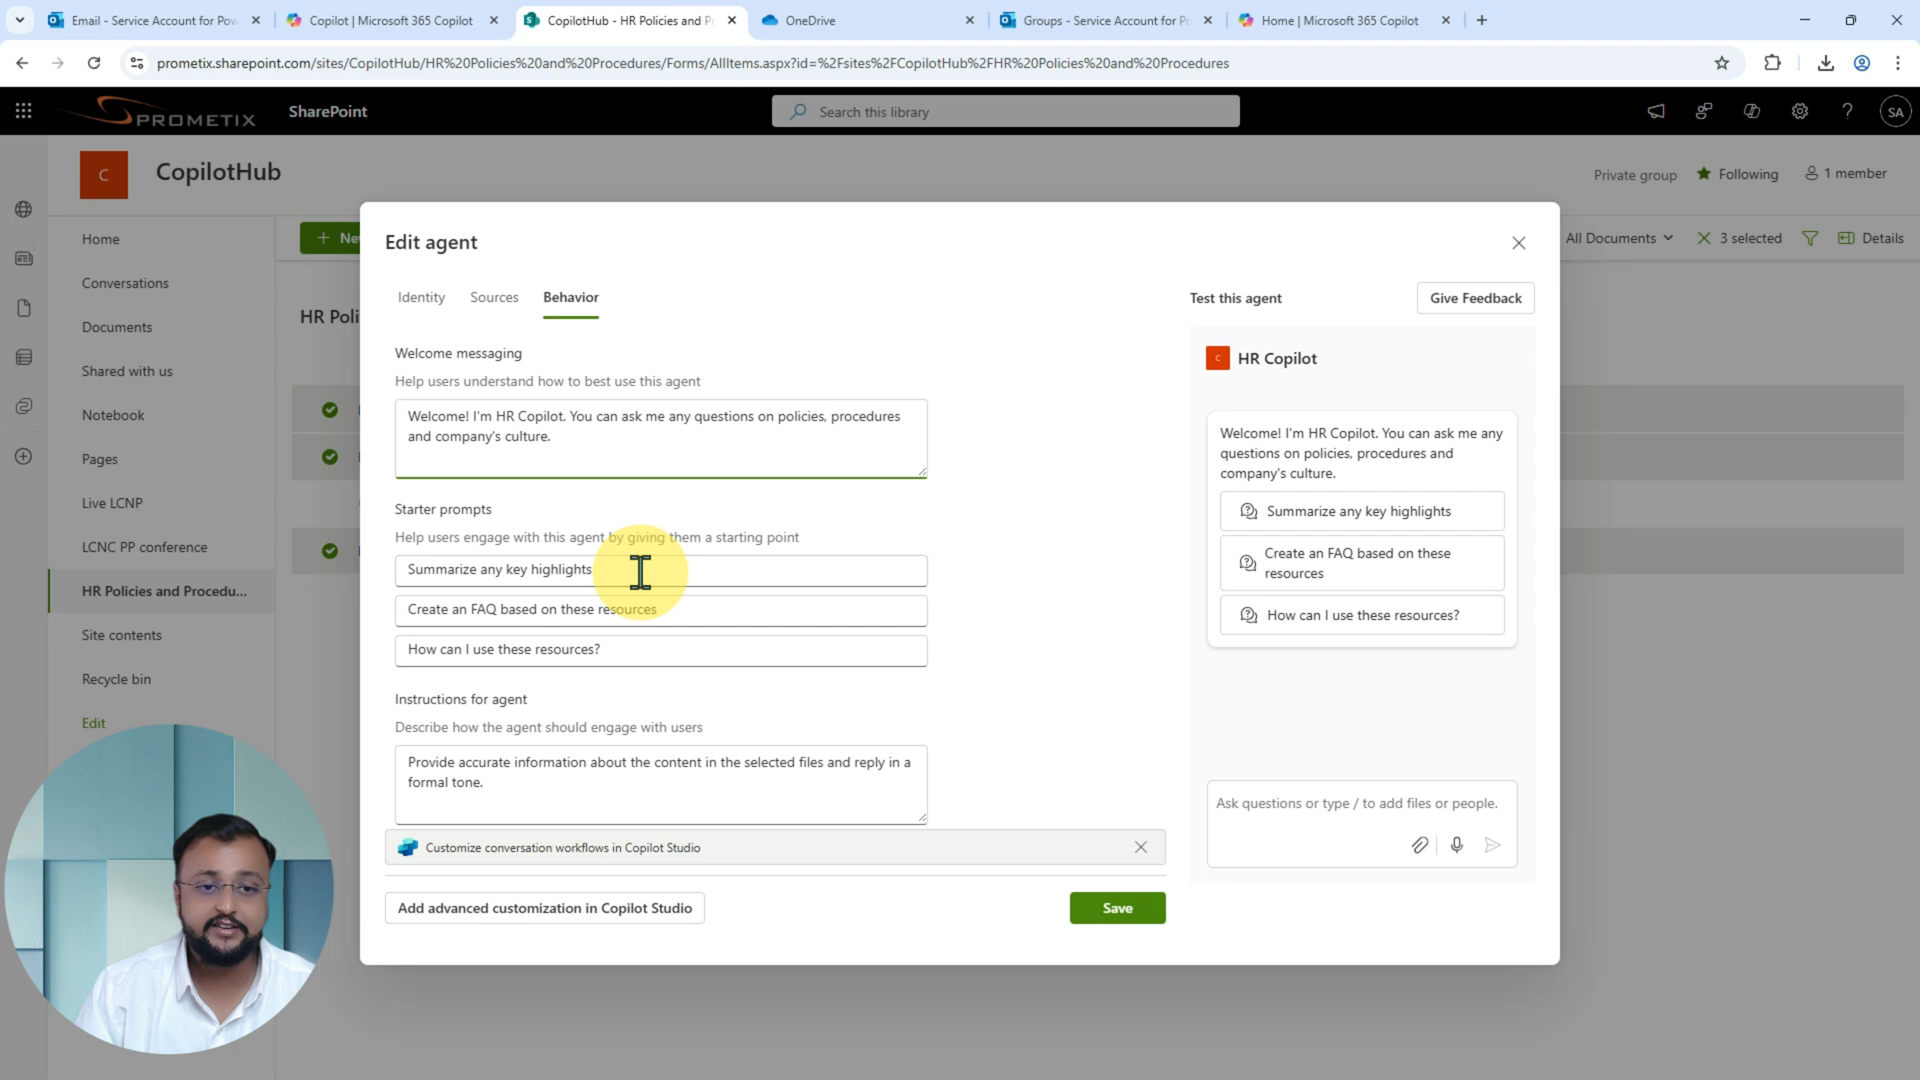 Email - Service Account for Pow
Copilot | Microsoft 365 Copilot
CopilotHub - HR Policies and Pr
OneDrive
Groups - Service Account for Po
Home | Microsoft 365 Copilot
prometix.sharepoint.com/sites/CopilotHub/HR%20Policies%20and%20Procedures/Forms/AllItems.aspx?id=%2Fsites%2FCopilotHub%2FHR%20Policies%20and%20Procedures
PROMETIX
SharePoint
Search this library
SA
C
CopilotHub
Private group
Following
1 member
Home
Conversations
Documents
Shared with us
Notebook
Pages
Live LCNP
LCNC PP conference
HR Policies and Procedu...
Site contents
Recycle bin
Edit
+ Ne
All Documents
3 selected
Details
HR Poli
Edit agent
Identity
Sources
Behavior
Welcome messaging
Help users understand how to best use this agent
Welcome! I'm HR Copilot. You can ask me any questions on policies, procedures
and company's culture.
Starter prompts
Help users engage with this agent by giving them a starting point
Summarize any key highlights
Create an FAQ based on these resources
How can I use these resources?
Instructions for agent
Describe how the agent should engage with users
Provide accurate information about the content in the selected files and reply in a
formal tone.
Customize conversation workflows in Copilot Studio
Add advanced customization in Copilot Studio
Save
Test this agent
Give Feedback
C
HR Copilot
Welcome! I'm HR Copilot. You can ask me any
questions on policies, procedures and
company's culture.
Summarize any key highlights
Create an FAQ based on these
resources
How can I use these resources?
Ask questions or type / to add files or people.